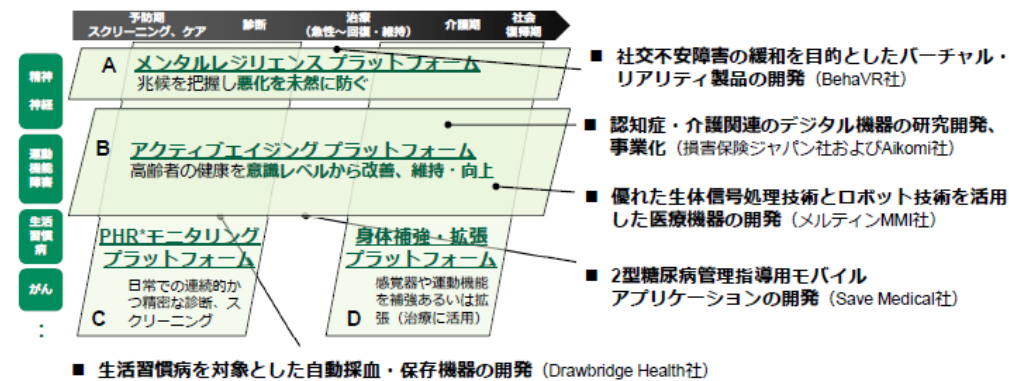 予防期
スクリーニング、ケア
診断
治療
(急性～回復・維持)
介護期
社会
復帰期
精神
神経
運動
機能
障害
生活
習慣
病
がん
：
A メンタルレジリエンス プラットフォーム
兆候を把握し悪化を未然に防ぐ
B アクティブエイジング プラットフォーム
高齢者の健康を意識レベルから改善、維持・向上
PHR*モニタリング
プラットフォーム
日常での連続的か
つ精密な診断、ス
クリーニング
C
身体補強・拡張
プラットフォーム
感覚器や運動機能
を補強あるいは拡
張（治療に活用）
D
■ 社交不安障害の緩和を目的としたバーチャル・
リアリティ製品の開発（BehaVR社）
■ 認知症・介護関連のデジタル機器の研究開発、
事業化（損害保険ジャパン社およびAikomi社）
■ 優れた生体信号処理技術とロボット技術を活用
した医療機器の開発（メルティンMMI社）
■ 2型糖尿病管理指導用モバイル
アプリケーションの開発（Save Medical社）
■ 生活習慣病を対象とした自動採血・保存機器の開発（Drawbridge Health社）